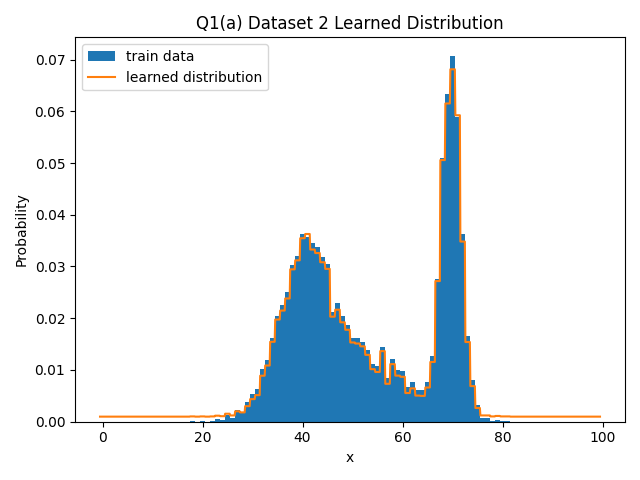 Q1(a) Dataset 2 Learned Distribution
train data
learned distribution
Probability
0.07
0.06
0.05
0.04
0.03
0.02
0.01
0.00
0 20 40 60 80 100
x